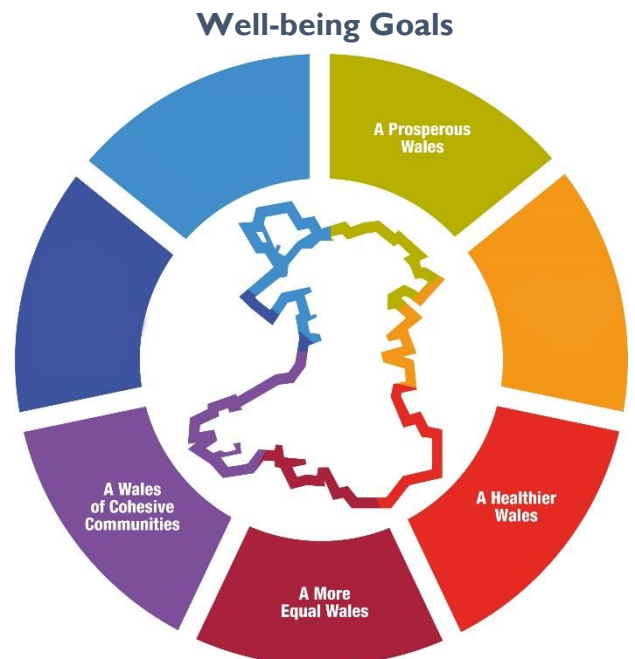 Well-being Goals
A Prosperous
Wales
A Healthier
Wales
A More
Equal Wales
A Wales
of Cohesive
Communities